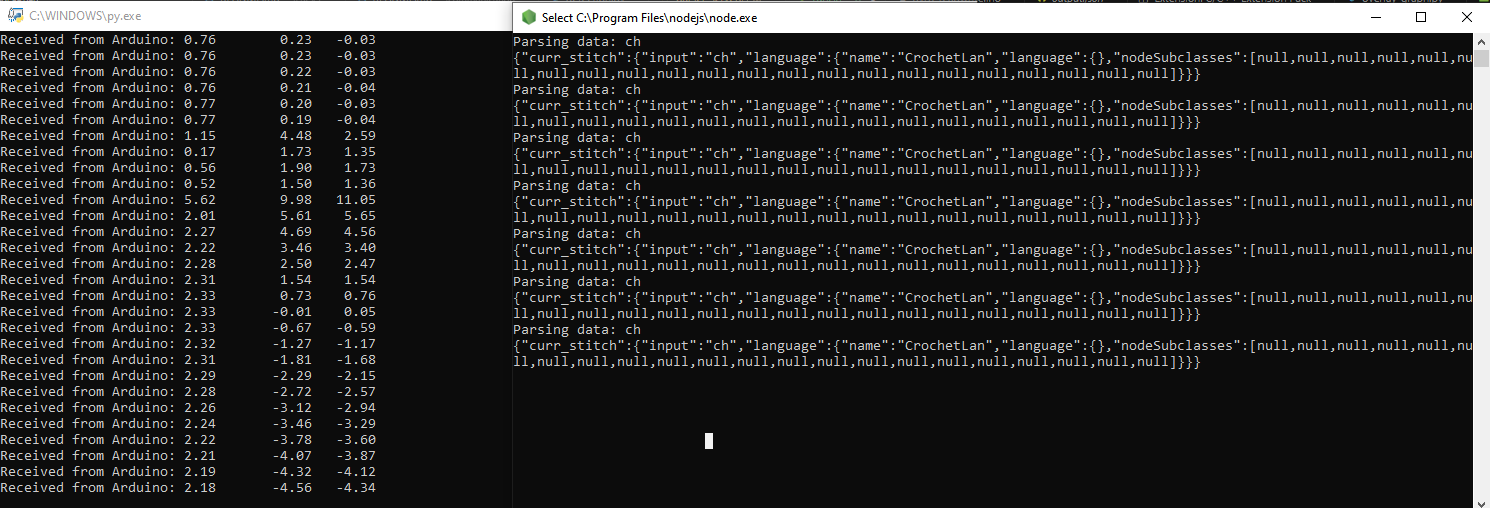 C:\WINDOWS\py.exe
Received from Arduino: 0.76 0.23 -0.03
Received from Arduino: 0.76 0.23 -0.03
Received from Arduino: 0.76 0.22 -0.03
Received from Arduino: 0.76 0.21 -0.04
Received from Arduino: 0.77 0.20 -0.03
Received from Arduino: 0.77 0.19 -0.04
Received from Arduino: 1.15 4.48 2.59
Received from Arduino: 0.17 1.73 1.35
Received from Arduino: 0.56 1.90 1.73
Received from Arduino: 0.52 1.50 1.36
Received from Arduino: 5.62 9.98 11.05
Received from Arduino: 2.01 5.61 5.65
Received from Arduino: 2.27 4.69 4.56
Received from Arduino: 2.22 3.46 3.40
Received from Arduino: 2.28 2.50 2.47
Received from Arduino: 2.31 1.54 1.54
Received from Arduino: 2.33 0.73 0.76
Received from Arduino: 2.33 -0.01 0.05
Received from Arduino: 2.33 -0.67 -0.59
Received from Arduino: 2.32 -1.27 -1.17
Received from Arduino: 2.31 -1.81 -1.68
Received from Arduino: 2.29 -2.29 -2.15
Received from Arduino: 2.28 -2.72 -2.57
Received from Arduino: 2.26 -3.12 -2.94
Received from Arduino: 2.24 -3.46 -3.29
Received from Arduino: 2.22 -3.78 -3.60
Received from Arduino: 2.21 -4.07 -3.87
Received from Arduino: 2.19 -4.32 -4.12
Received from Arduino: 2.18 -4.56 -4.34
Select C:\Program Files\nodejs\node.exe
Parsing data: ch
{"curr_stitch":{"input":"ch","language":{"name":"CrochetLan","language":{},"nodeSubclasses":[null,null,null,null,null,nu
ll,null,null,null,null,null,null,null,null,null,null,null,null,null,null,null,null]}}}
Parsing data: ch
{"curr_stitch":{"input":"ch","language":{"name":"CrochetLan","language":{},"nodeSubclasses":[null,null,null,null,null,nu
ll,null,null,null,null,null,null,null,null,null,null,null,null,null,null,null,null]}}}
Parsing data: ch
{"curr_stitch":{"input":"ch","language":{"name":"CrochetLan","language":{},"nodeSubclasses":[null,null,null,null,null,nu
ll,null,null,null,null,null,null,null,null,null,null,null,null,null,null,null,null]}}}
Parsing data: ch
{"curr_stitch":{"input":"ch","language":{"name":"CrochetLan","language":{},"nodeSubclasses":[null,null,null,null,null,nu
ll,null,null,null,null,null,null,null,null,null,null,null,null,null,null,null,null]}}}
Parsing data: ch
{"curr_stitch":{"input":"ch","language":{"name":"CrochetLan","language":{},"nodeSubclasses":[null,null,null,null,null,nu
ll,null,null,null,null,null,null,null,null,null,null,null,null,null,null,null,null]}}}
Parsing data: ch
{"curr_stitch":{"input":"ch","language":{"name":"CrochetLan","language":{},"nodeSubclasses":[null,null,null,null,null,nu
ll,null,null,null,null,null,null,null,null,null,null,null,null,null,null,null,null]}}}
Parsing data: ch
{"curr_stitch":{"input":"ch","language":{"name":"CrochetLan","language":{},"nodeSubclasses":[null,null,null,null,null,nu
ll,null,null,null,null,null,null,null,null,null,null,null,null,null,null,null,null]}}}